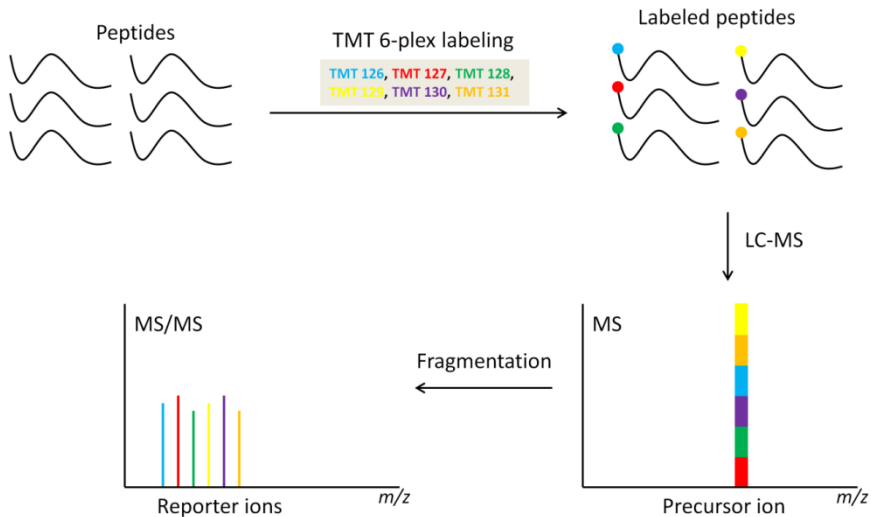 Peptides
TMT 6-plex labeling
Labeled peptides
TMT 126, TMT 127, TMT 128,
TMT 129, TMT 130, TMT 131
LC-MS
MS/MS
Fragmentation
MS
Reporter ions
m/z
Precursor ion
m/z